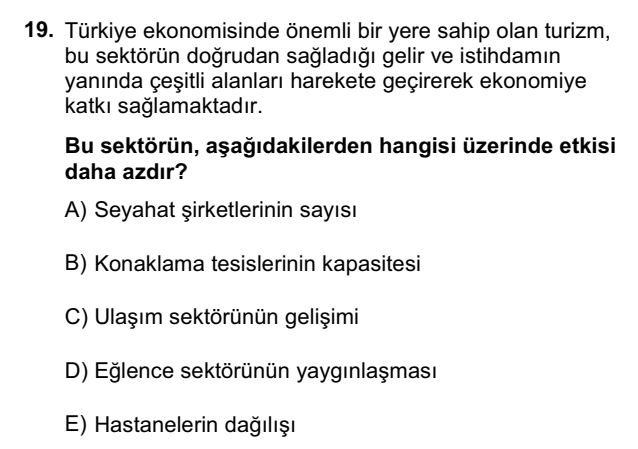 19. Türkiye ekonomisinde önemli bir yere sahip olan turizm,
bu sektörün doğrudan sağladığı gelir ve istihdamın
yanında çeşitli alanları harekete geçirerek ekonomiye
katkı sağlamaktadır.
Bu sektörün, aşağıdakilerden hangisi üzerinde etkisi
daha azdır?
A) Seyahat şirketlerinin sayısı
B) Konaklama tesislerinin kapasitesi
C) Ulaşım sektörünün gelişimi
D) Eğlence sektörünün yaygınlaşması
E) Hastanelerin dağılışı